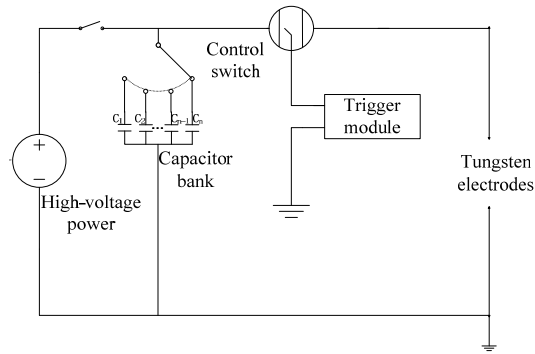 Control
switch
Trigger
module
C1 C2 ... Cn-1 Cn
Capacitor
bank
Tungsten
electrodes
+
−
High-voltage
power